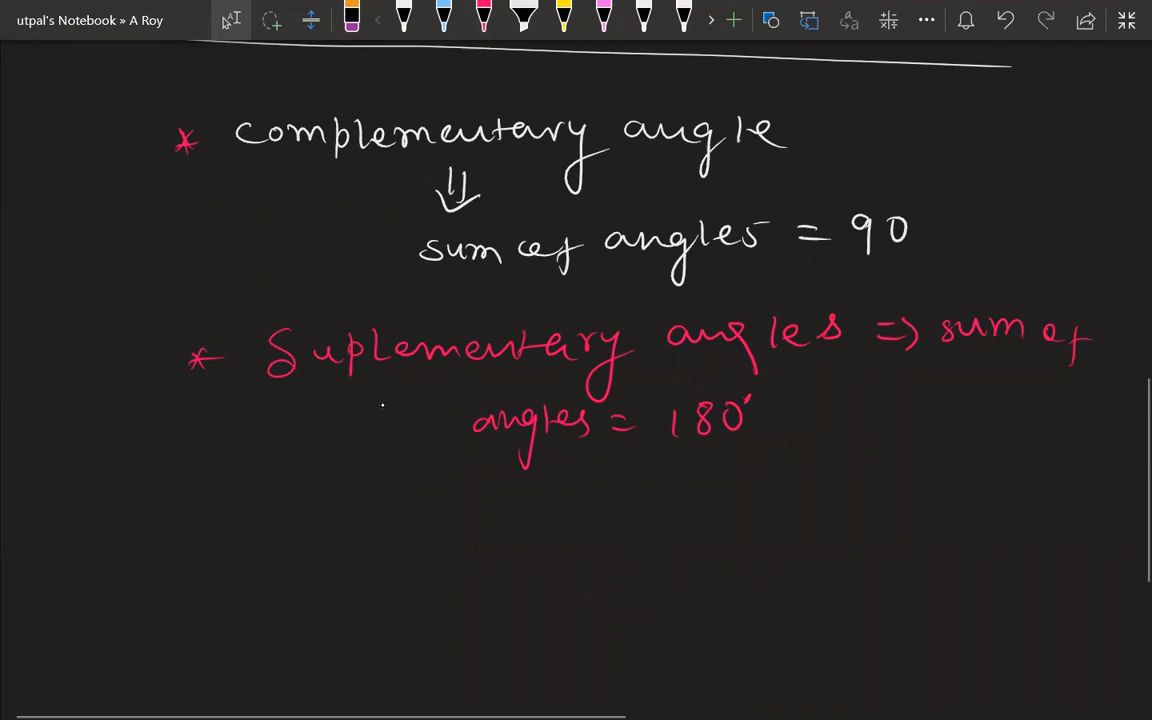 utpal's Notebook » A Roy
* complementary angle
⇓
sum of angles = 90
* Suplementary angles => sum of
angles = 180°